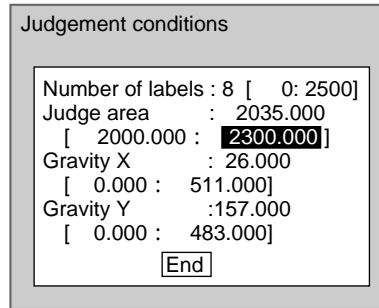 Judgement conditions
Number of labels : 8 [ 0: 2500]
Judge area : 2035.000
[ 2000.000 : 2300.000 ]
Gravity X : 26.000
[ 0.000 : 511.000]
Gravity Y :157.000
[ 0.000 : 483.000]
End